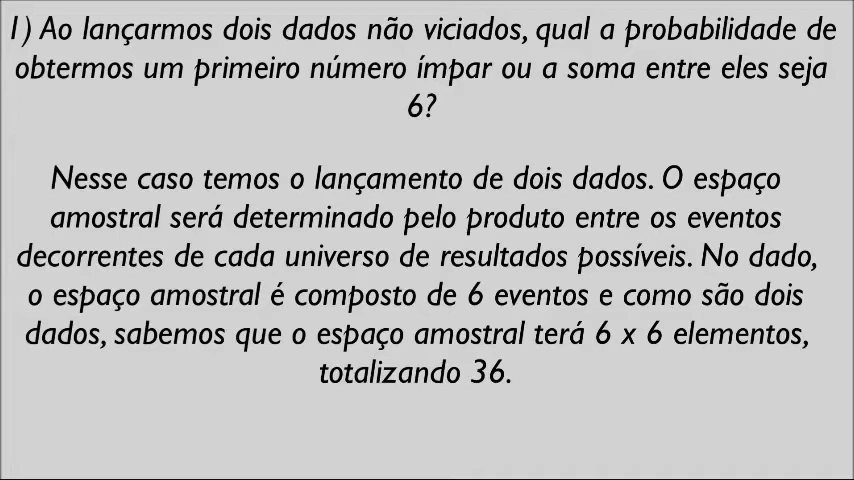 1) Ao lançarmos dois dados não viciados, qual a probabilidade de
obtermos um primeiro número ímpar ou a soma entre eles seja
6?
Nesse caso temos o lançamento de dois dados. O espaço
amostral será determinado pelo produto entre os eventos
decorrentes de cada universo de resultados possíveis. No dado,
o espaço amostral é composto de 6 eventos e como são dois
dados, sabemos que o espaço amostral terá 6 x 6 elementos,
totalizando 36.